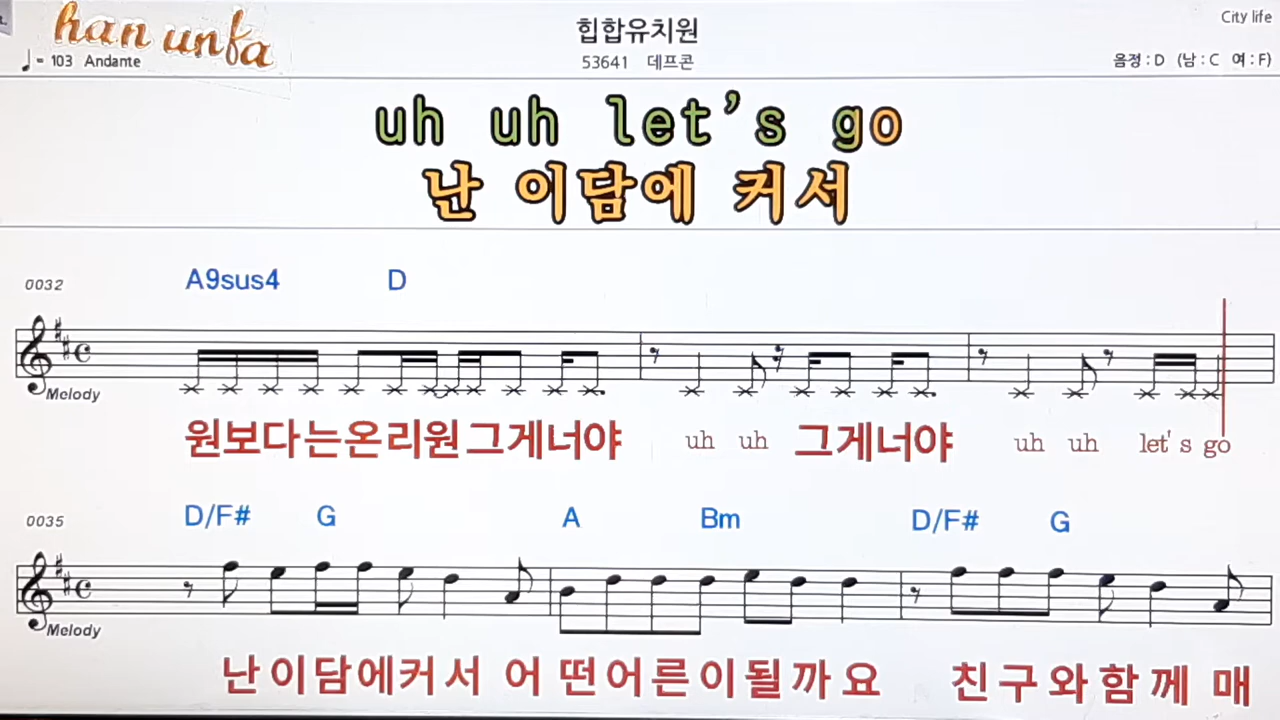 han unfa
힙합유치원
City life
♩= 103 Andante
53641 데프콘
음정 : D (남 : C 여 : F)
uh uh let's go
난 이담에 커서
0032
A9sus4 D
Melody
원보다는온리원그게너야 uh uh 그게너야 uh uh let's go
0035
D/F# G A Bm D/F# G
Melody
난이담에커서 어떤어른이될까요 친구와함께 매